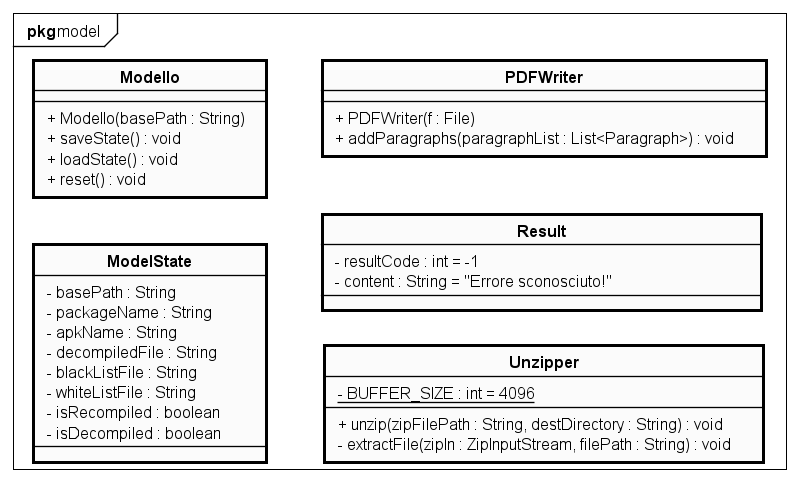 pkg model
Modello
+ Modello(basePath : String)
+ saveState() : void
+ loadState() : void
+ reset() : void
PDFWriter
+ PDFWriter(f : File)
+ addParagraphs(paragraphList : List<Paragraph>) : void
ModelState
- basePath : String
- packageName : String
- apkName : String
- decompiledFile : String
- blackListFile : String
- whiteListFile : String
- isRecompiled : boolean
- isDecompiled : boolean
Result
- resultCode : int = -1
- content : String = "Errore sconosciuto!"
Unzipper
- BUFFER_SIZE : int = 4096
+ unzip(zipFilePath : String, destDirectory : String) : void
- extractFile(zipIn : ZipInputStream, filePath : String) : void